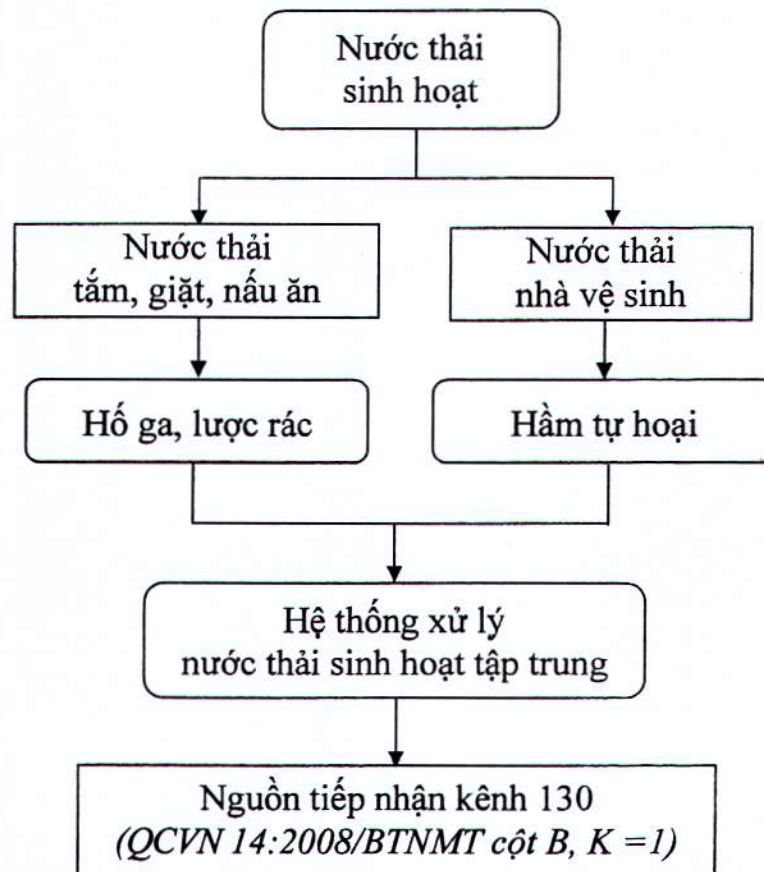 Nước thải
sinh hoạt
Nước thải
tắm, giặt, nấu ăn
Nước thải
nhà vệ sinh
Hố ga, lược rác
Hầm tự hoại
Hệ thống xử lý
nước thải sinh hoạt tập trung
Nguồn tiếp nhận kênh 130
(QCVN 14:2008/BTNMT cột B, K =1)